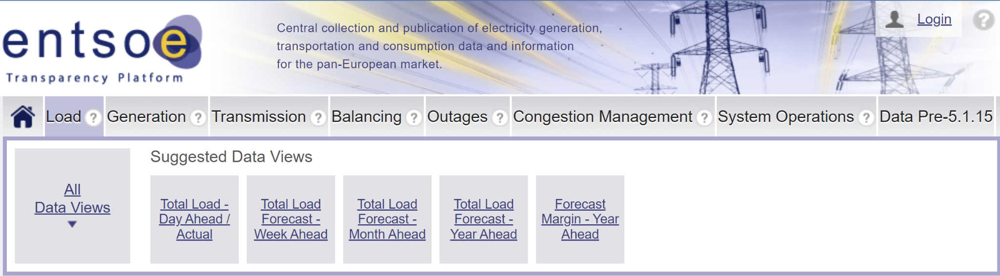 entsoe
Transparency Platform
Central collection and publication of electricity generation,
transportation and consumption data and information
for the pan-European market.
Login
?
Load ? Generation ? Transmission ? Balancing ? Outages ? Congestion Management ? System Operations ? Data Pre-5.1.15
All
Data Views
Suggested Data Views
Total Load -
Day Ahead /
Actual
Total Load
Forecast -
Week Ahead
Total Load
Forecast -
Month Ahead
Total Load
Forecast -
Year Ahead
Forecast
Margin - Year
Ahead